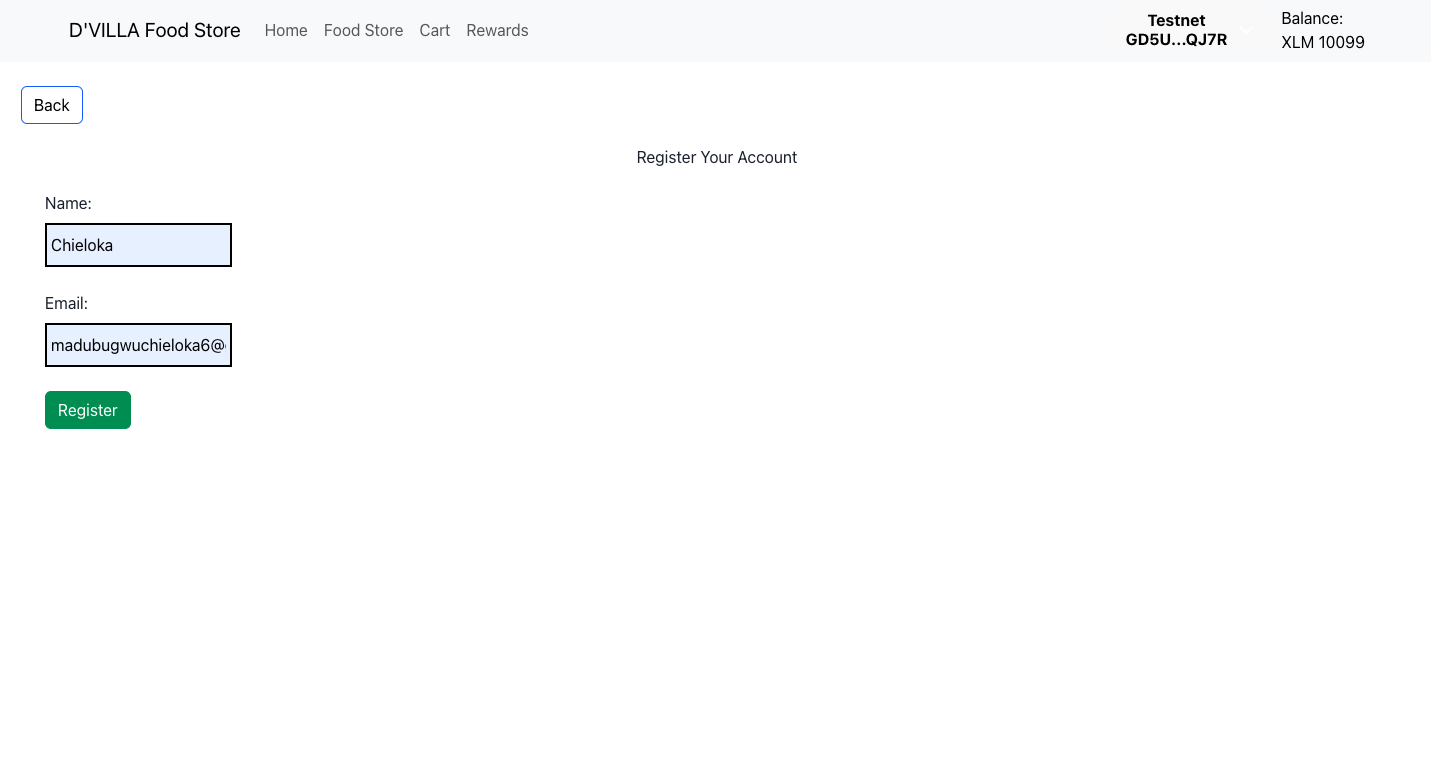 D'VILLA Food Store
Home
Food Store
Cart
Rewards
Testnet
GD5U...QJ7R
Balance:
XLM 10099
Back
Register Your Account
Name:
Chieloka
Email:
madubugwuchieloka6@
Register